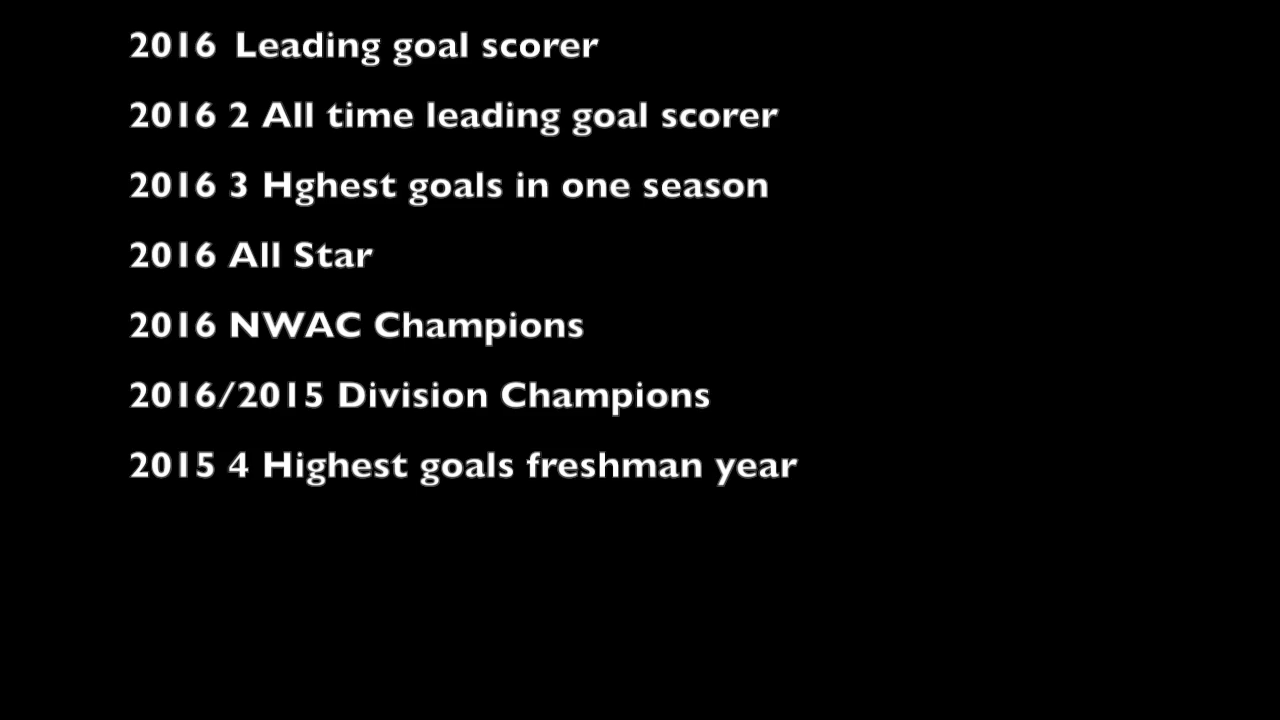 2016 Leading goal scorer
2016 2 All time leading goal scorer
2016 3 Hghest goals in one season
2016 All Star
2016 NWAC Champions
2016/2015 Division Champions
2015 4 Highest goals freshman year